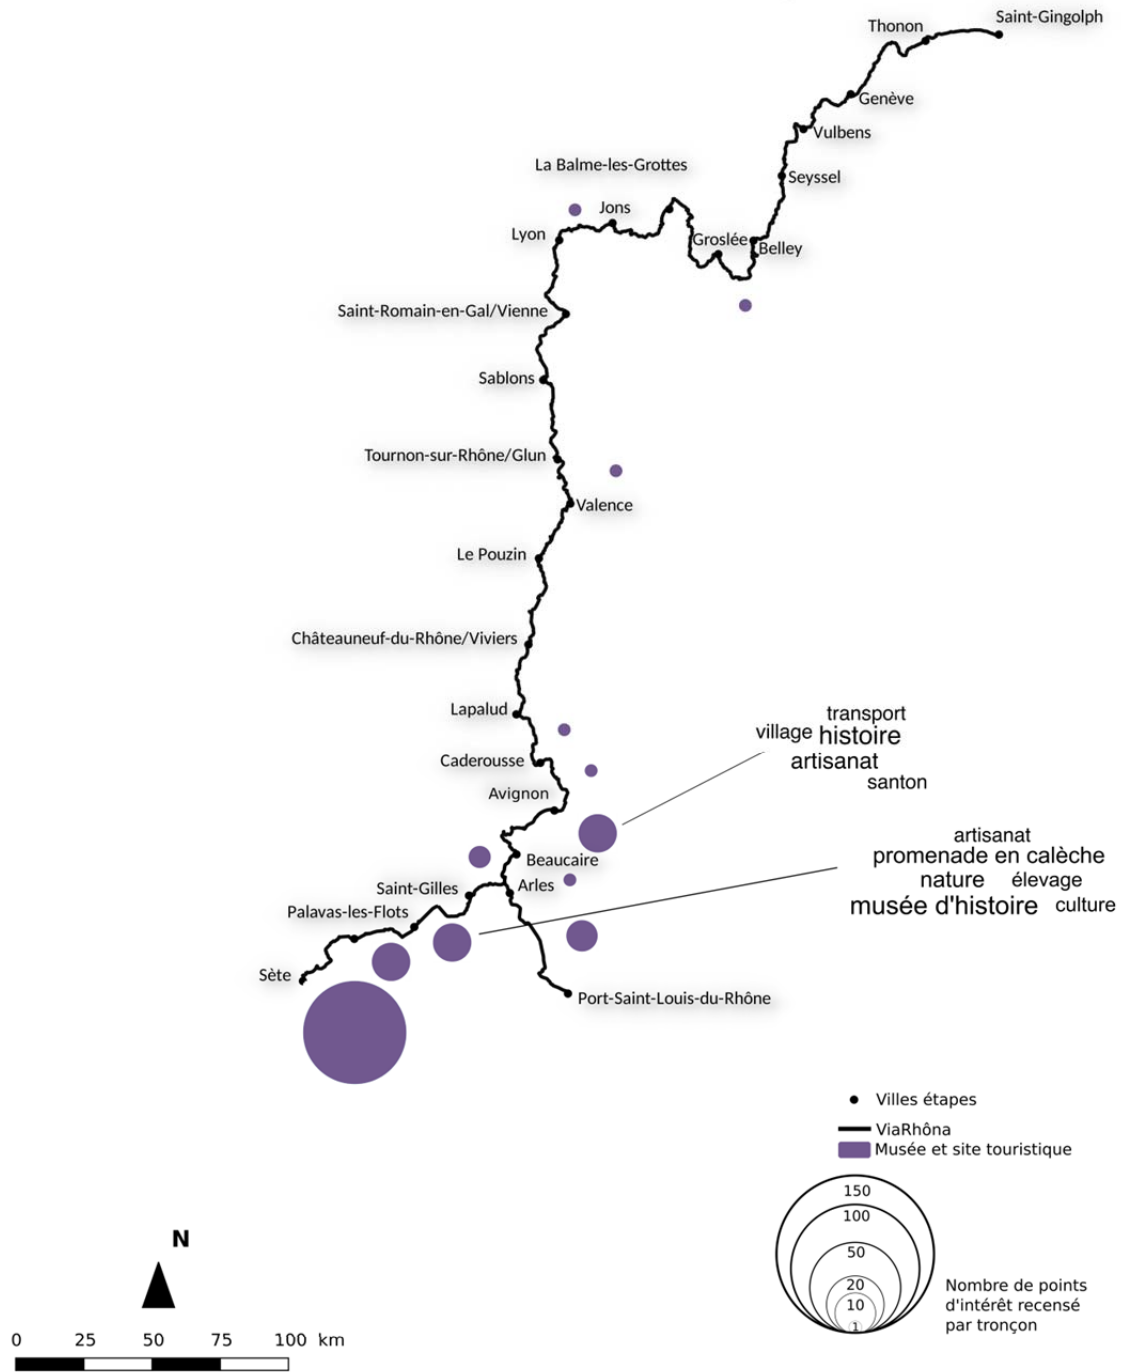 Saint-Gingolph
Thonon
Genève
Vulbens
La Balme-les-Grottes
Seyssel
Jons
Lyon
Groslée
Belley
Saint-Romain-en-Gal/Vienne
Sablons
Tournon-sur-Rhône/Glun
Valence
Le Pouzin
Châteauneuf-du-Rhône/Viviers
Lapalud
transport
village histoire
artisanat
santon
Caderousse
Avignon
artisanat
promenade en calèche
nature élevage
musée d'histoire culture
Beaucaire
Saint-Gilles
Arles
Palavas-les-Flots
Sète
Port-Saint-Louis-du-Rhône
Villes étapes
ViaRhôna
Musée et site touristique
150
100
50
20
10
1
Nombre de points
d'intérêt recensé
par tronçon
N
0 25 50 75 100 km